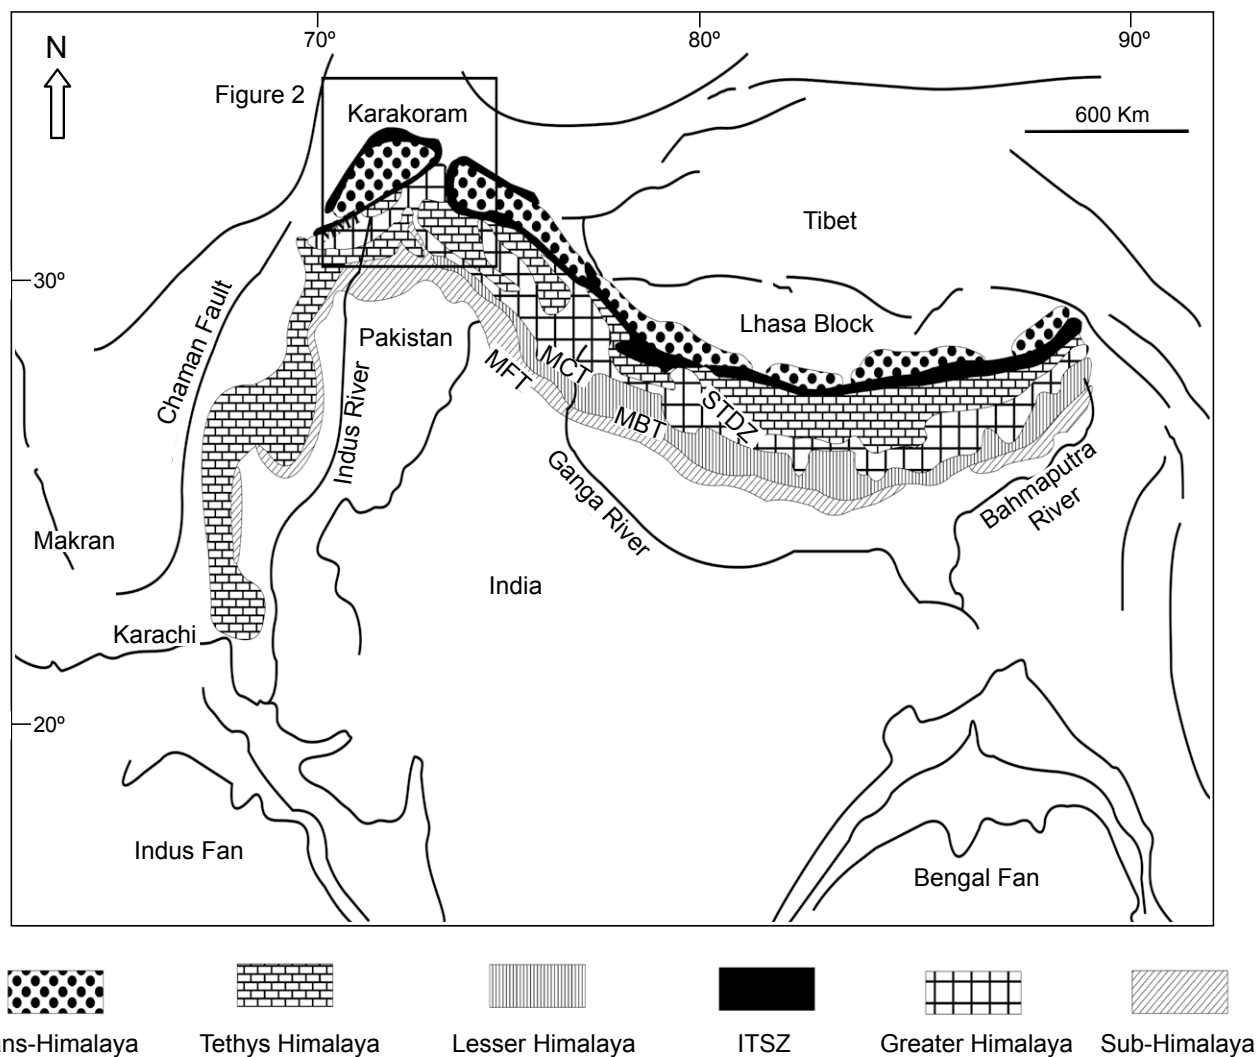 70º
80º
90º
N
Figure 2
Karakoram
600 Km
Tibet
30º
Chaman Fault
Pakistan
Lhasa Block
Indus River
MFT
MCT
MBT
STDZ
Ganga River
Bahmaputra
River
Makran
India
Karachi
20º
Indus Fan
Bengal Fan
ns-Himalaya
Tethys Himalaya
Lesser Himalaya
ITSZ
Greater Himalaya
Sub-Himalaya